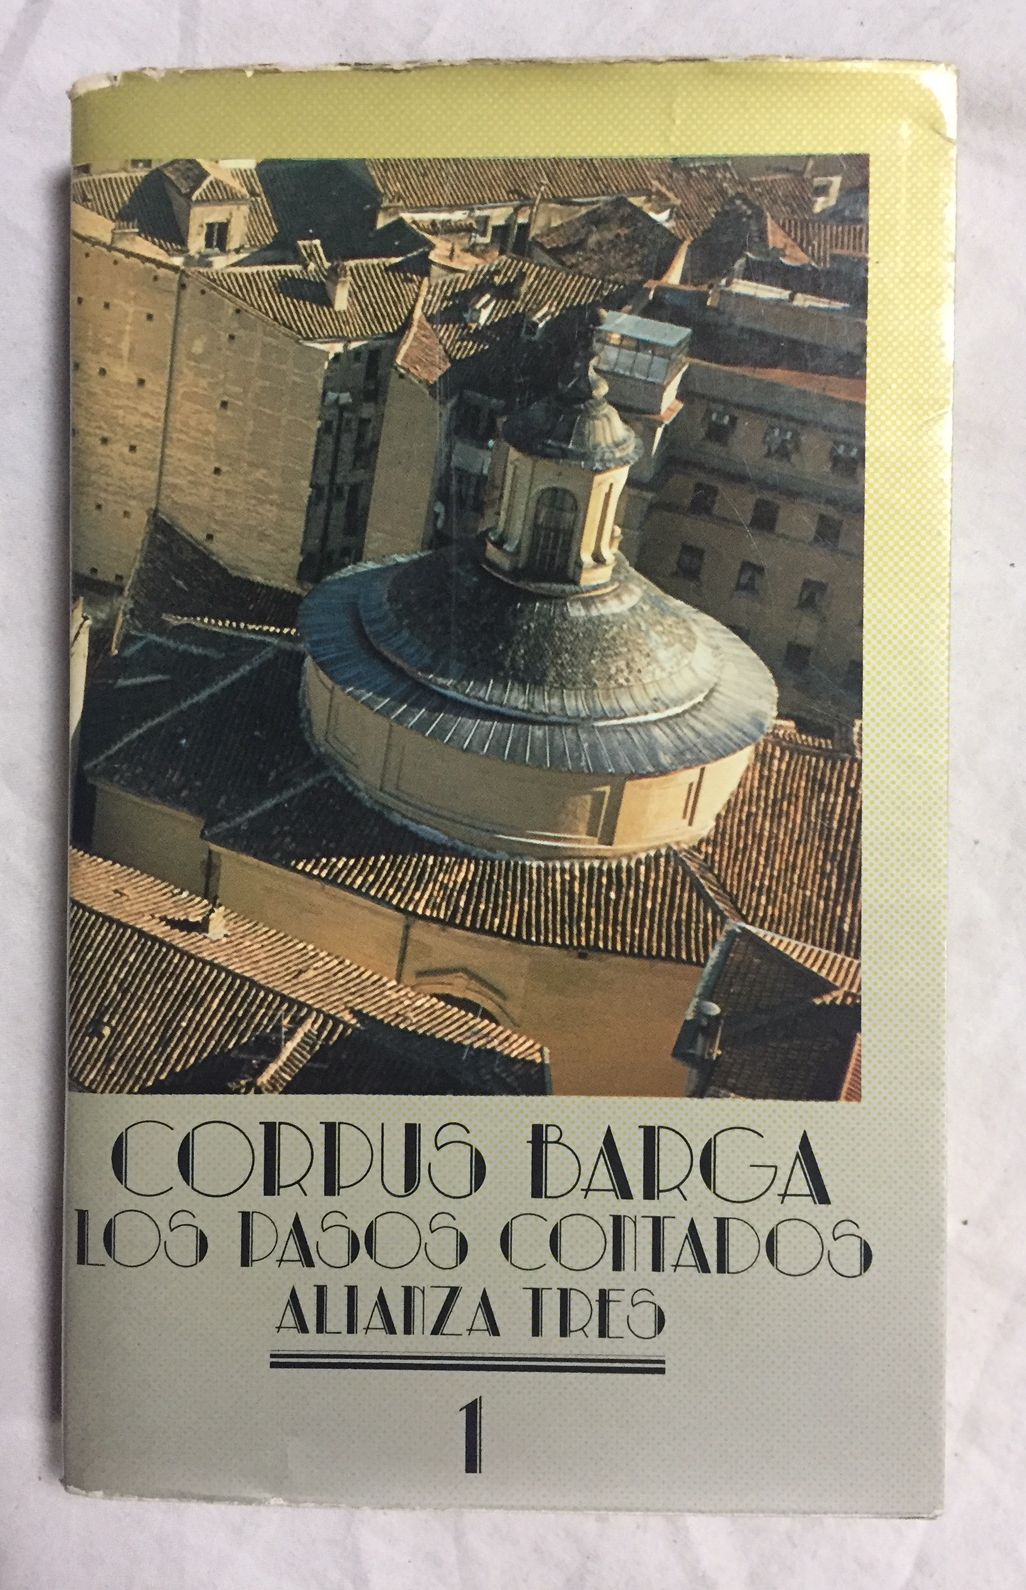 CORPUS BARGA
LOS PASOS CONTADOS
ALIANZA TRES
1